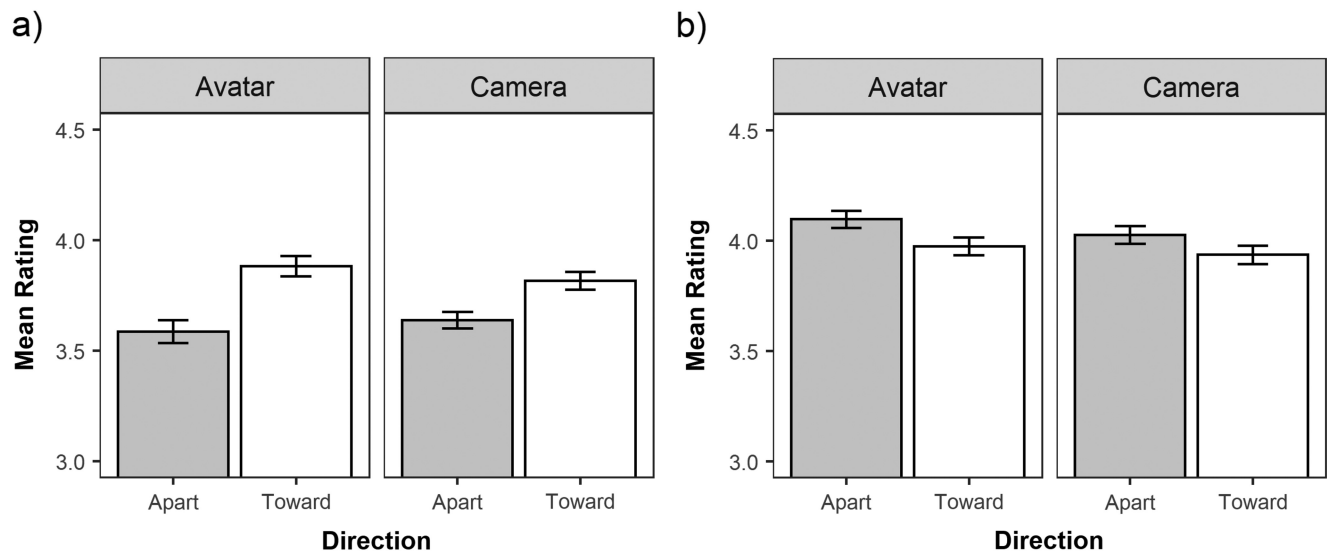 a)
Avatar
Camera
Mean Rating
4.5
4.0
3.5
3.0
Apart
Toward
Apart
Toward
Direction
b)
Avatar
Camera
Mean Rating
4.5
4.0
3.5
3.0
Apart
Toward
Apart
Toward
Direction